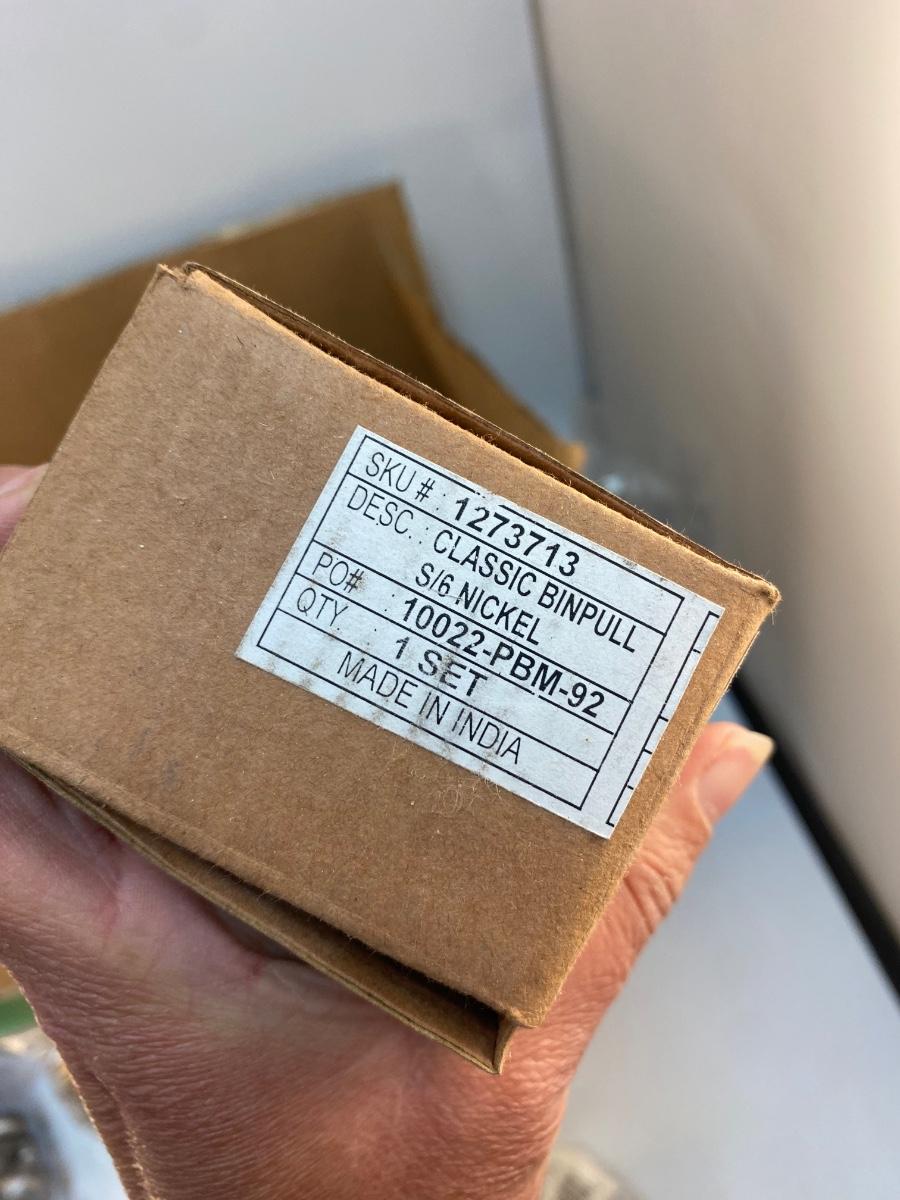 SKU # : 1273713
DESC. : CLASSIC BINPULL
S/6 NICKEL
PO# : 10022-PBM-92
QTY : 1 SET
MADE IN INDIA